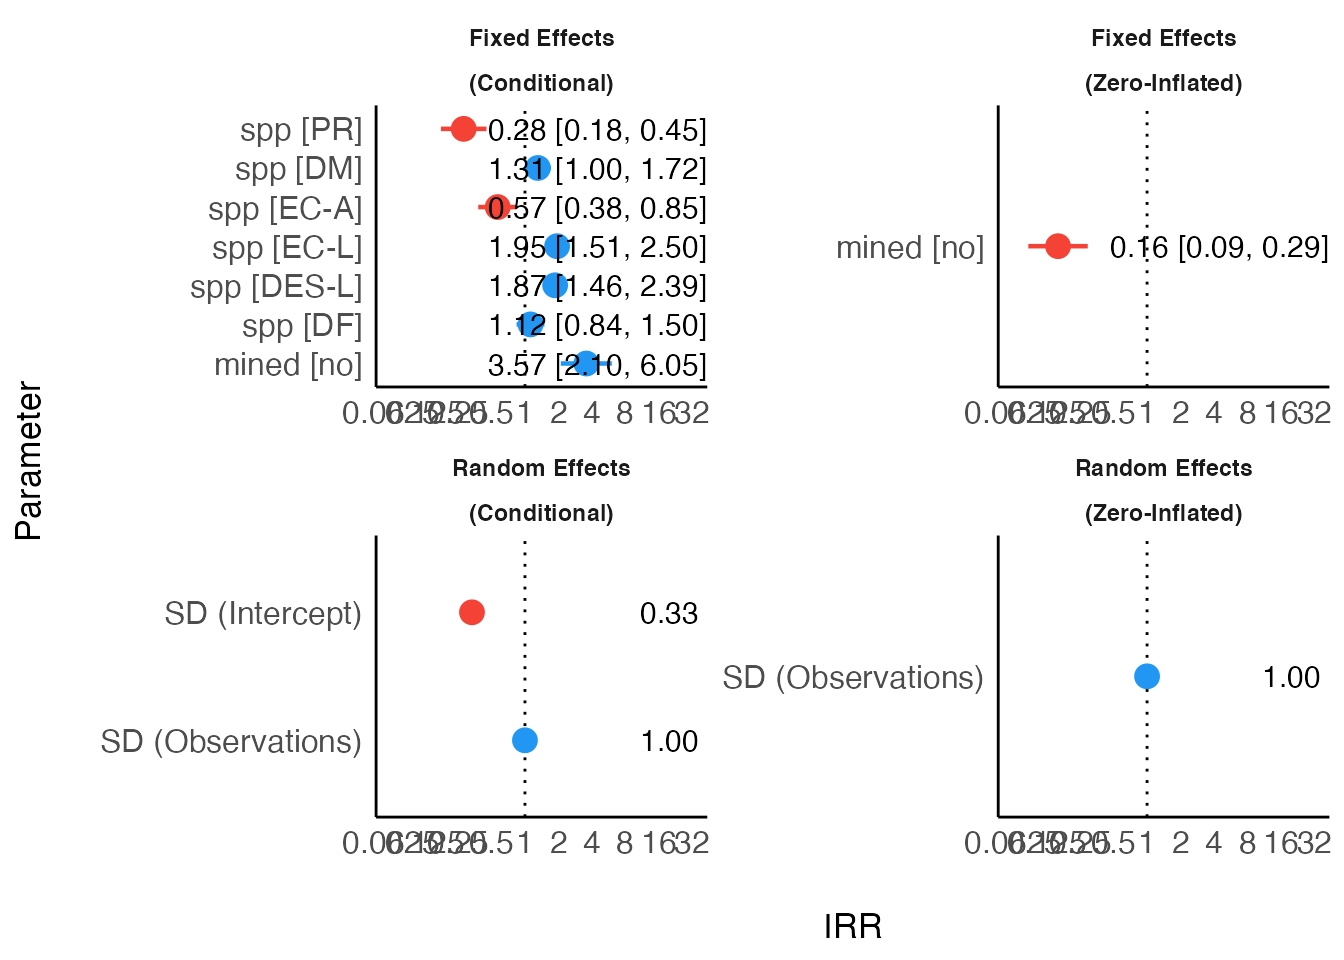 Fixed Effects
(Conditional)
spp [PR] 0.28 [0.18, 0.45]
spp [DM] 1.31 [1.00, 1.72]
spp [EC-A] 0.57 [0.38, 0.85]
spp [EC-L] 1.95 [1.51, 2.50]
spp [DES-L] 1.87 [1.46, 2.39]
spp [DF] 1.12 [0.84, 1.50]
mined [no] 3.57 [2.10, 6.05]
1 2 4 8 16 32
Fixed Effects
(Zero-Inflated)
mined [no] 0.16 [0.09, 0.29]
1 2 4 8 16 32
Parameter
Random Effects
(Conditional)
SD (Intercept) 0.33
SD (Observations) 1.00
1 2 4 8 16 32
Random Effects
(Zero-Inflated)
SD (Observations) 1.00
1 2 4 8 16 32
IRR